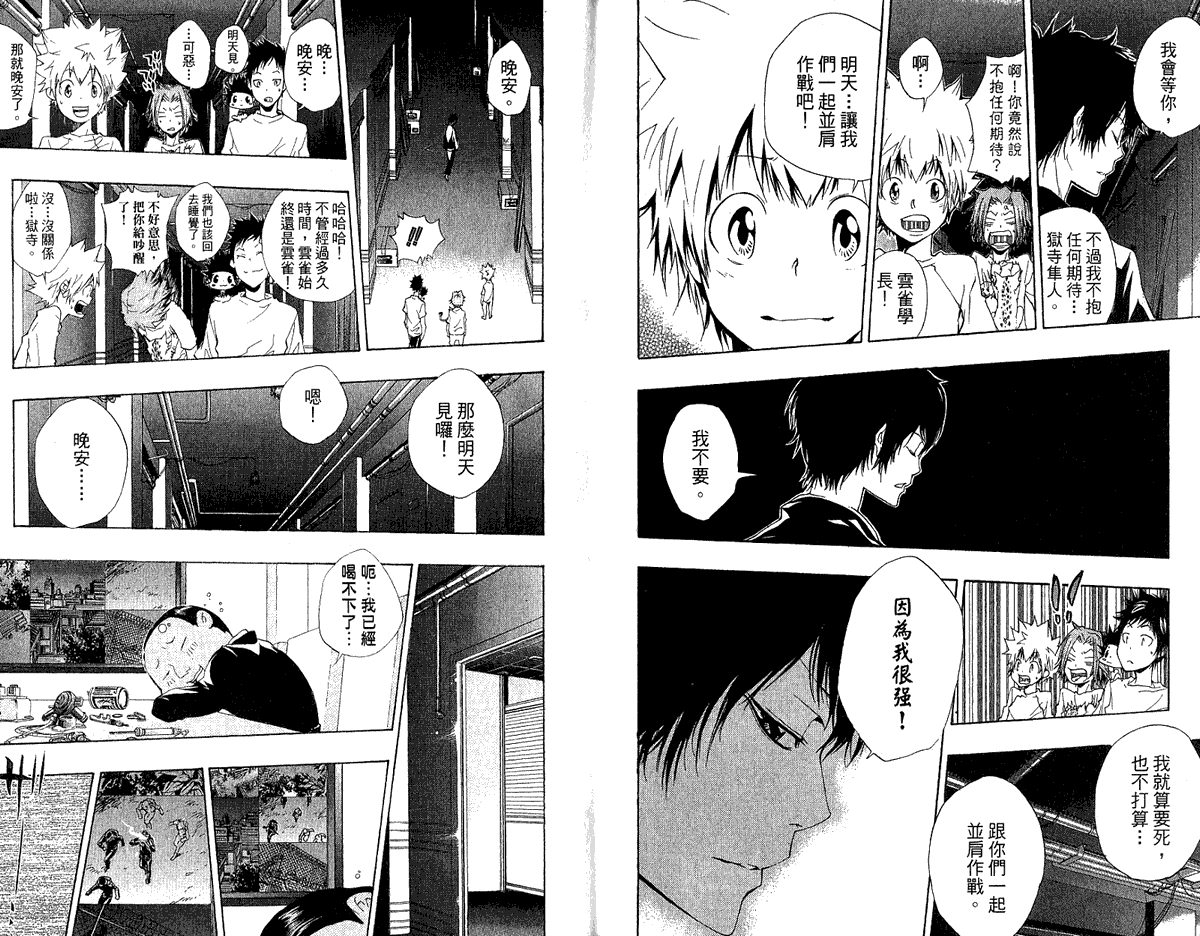 我會等你，
不過我不抱
任何期待…
獄寺隼人。
啊！你竟然說
不抱任何期待？
啊…
雲雀學
長！
明天…讓我
們一起並肩
作戰吧！
我不要。
我就算要死，
也不打算…
跟你們一起
並肩作戰。
因為我很强！
晚安。
!!
晚…
晚安…
明天見。
…可惡…
那就晚安了。
哈哈哈！
不管經過多久
時間，雲雀始
終還是雲雀！
我們也該回
去睡覺了。
不好意思，
把你給吵醒
了！
沒…沒關係
啦…獄寺。
那麼明天
見囉！
嗯！
晚安……
呃…我已經
喝不下了…